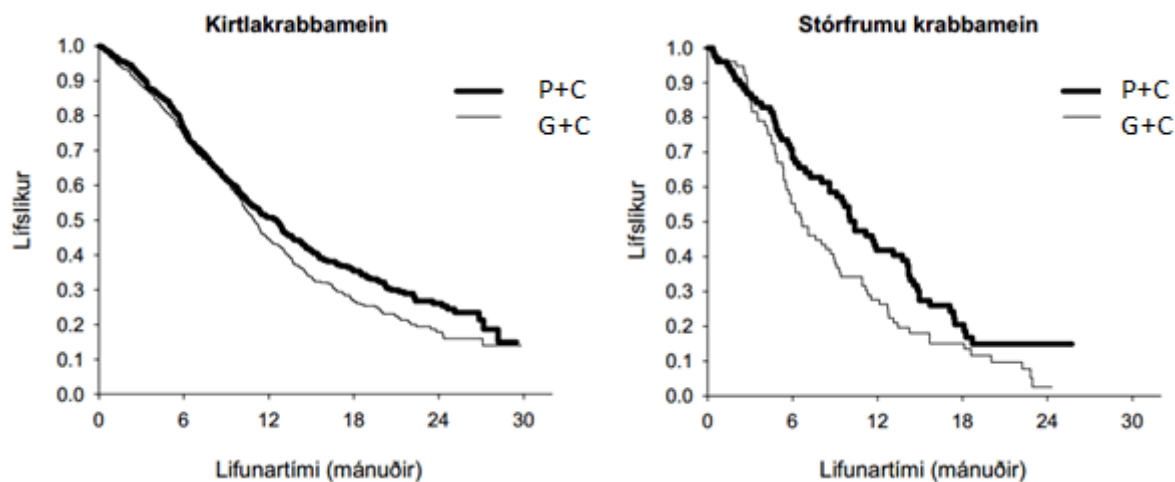 Kirtlakrabbamein
1.0
0.9
0.8
0.7
0.6
0.5
0.4
0.3
0.2
0.1
0.0
Lífslíkur
0 6 12 18 24 30
Lifunartími (mánuðir)
P+C
G+C
Stórfrumu krabbamein
1.0
0.9
0.8
0.7
0.6
0.5
0.4
0.3
0.2
0.1
0.0
Lífslíkur
0 6 12 18 24 30
Lifunartími (mánuðir)
P+C
G+C